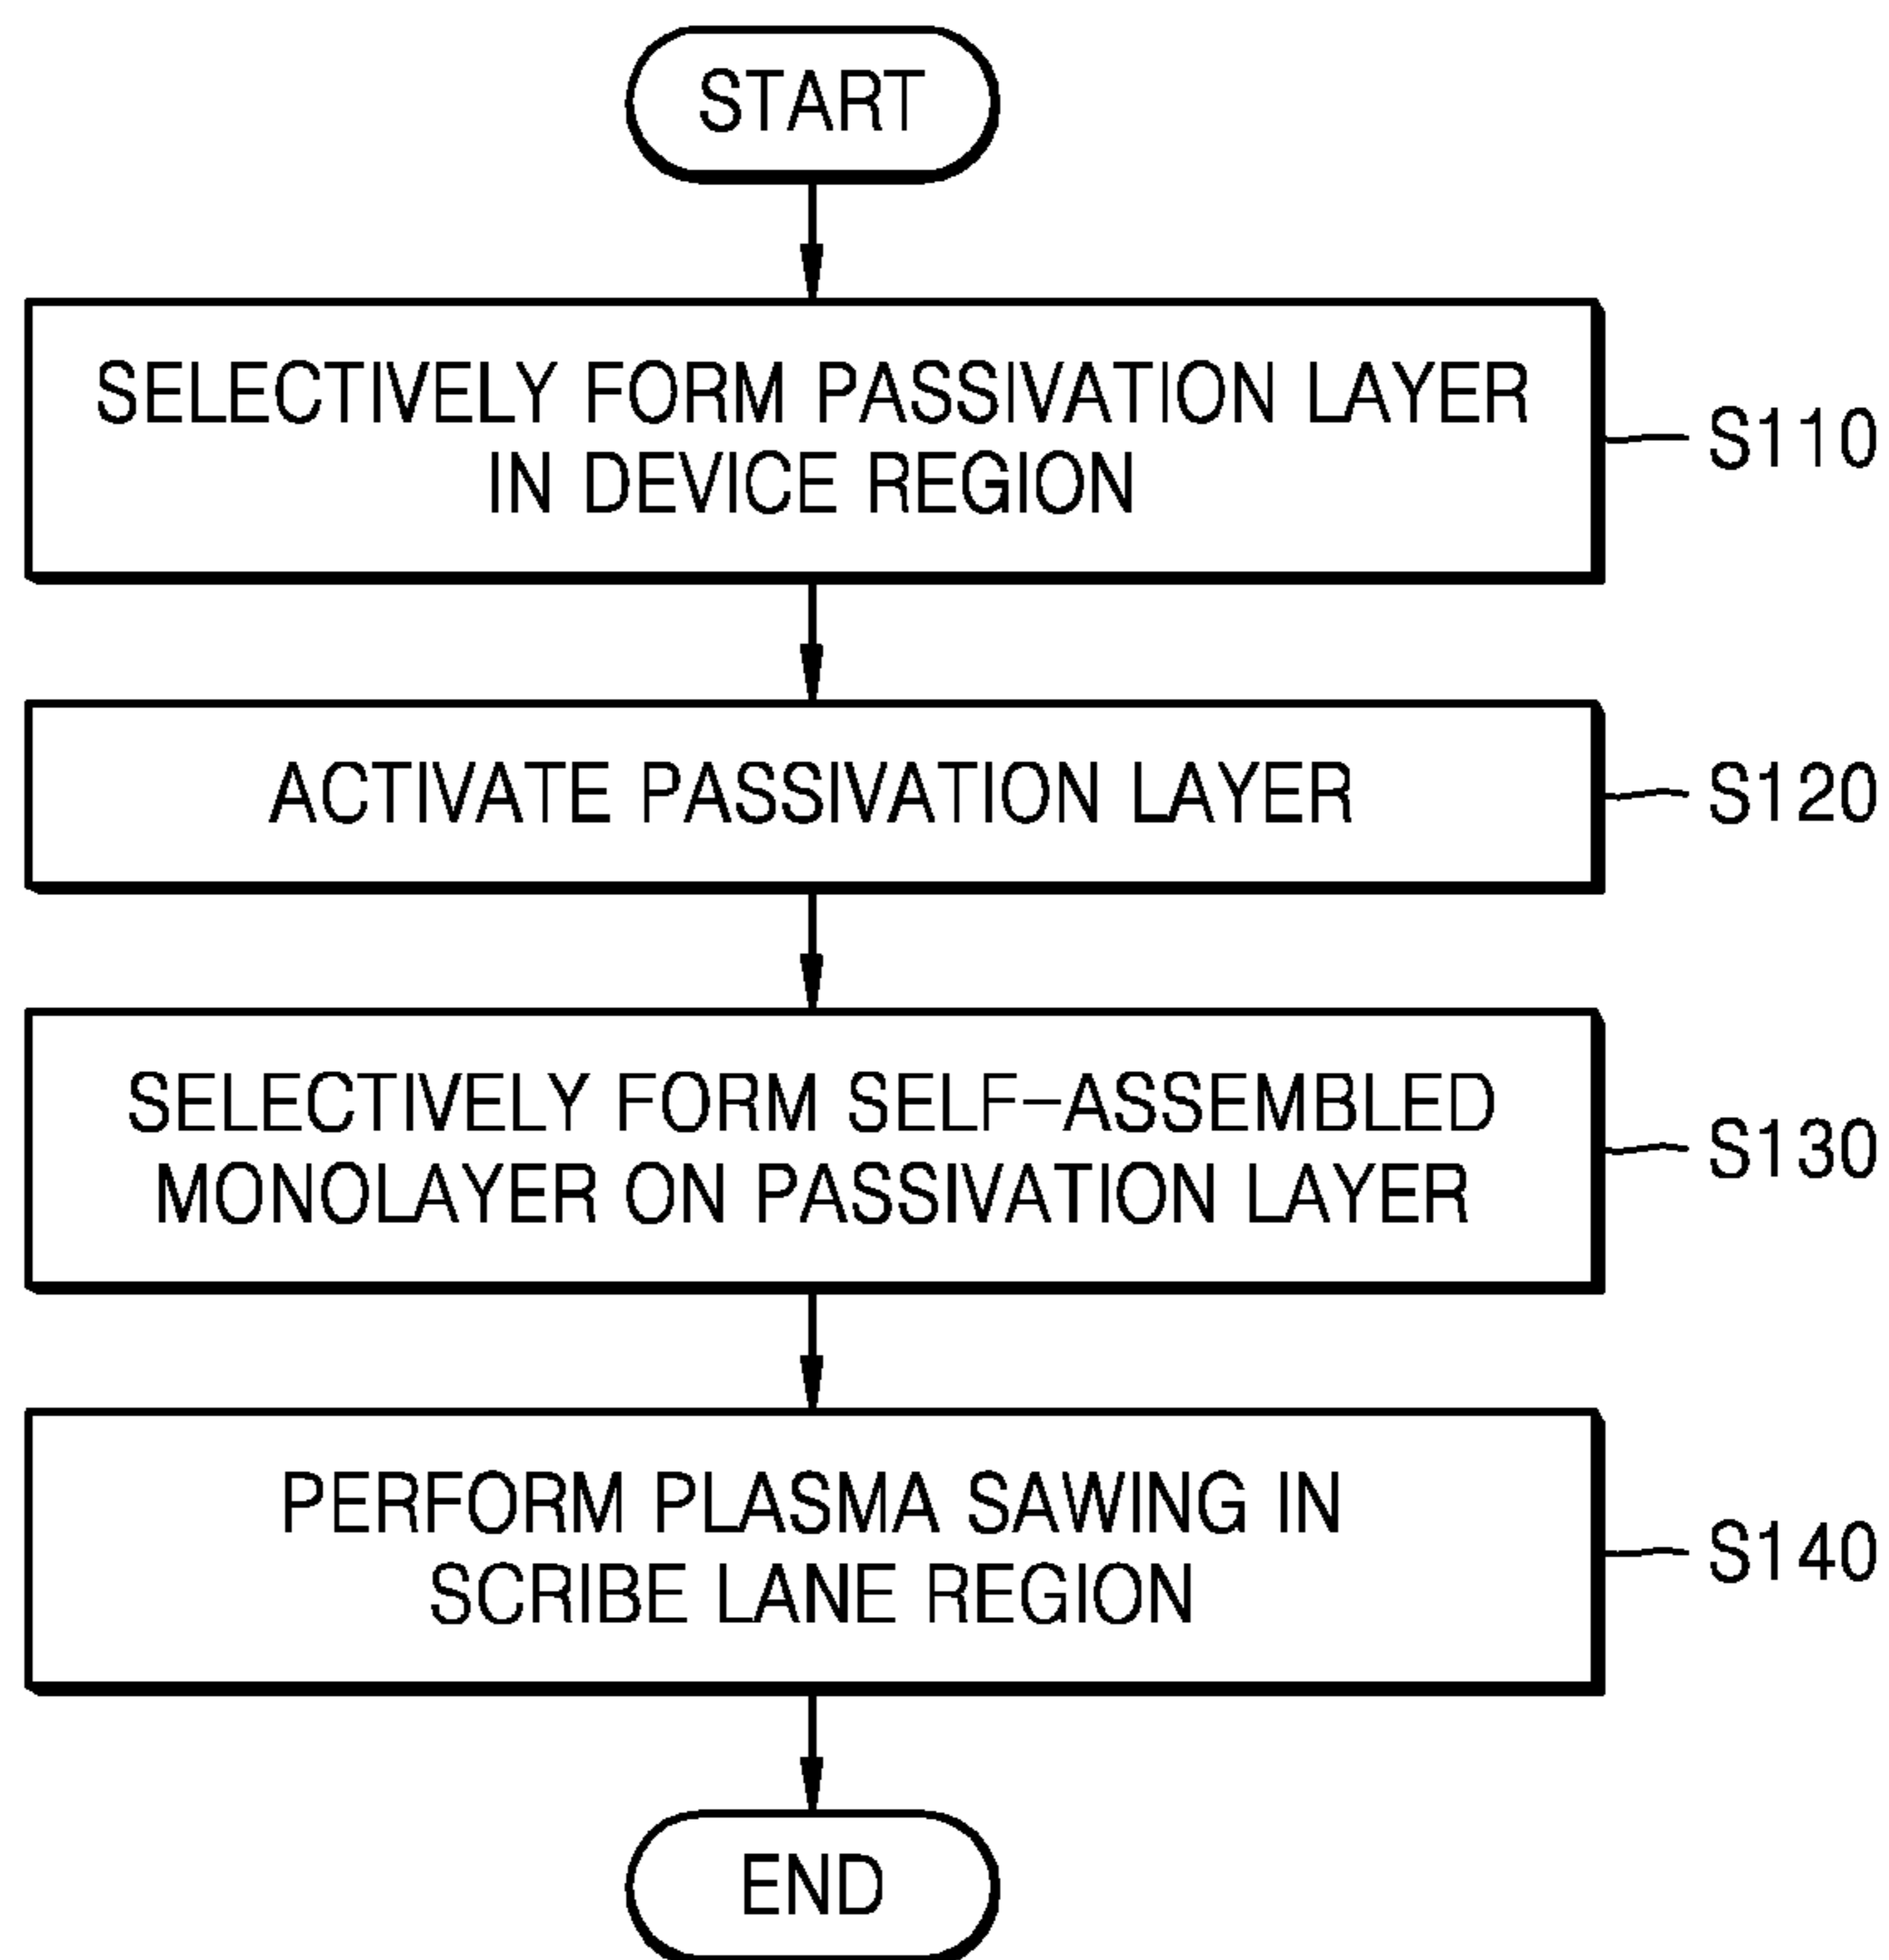 START
SELECTIVELY FORM PASSIVATION LAYER
IN DEVICE REGION
S110
ACTIVATE PASSIVATION LAYER
S120
SELECTIVELY FORM SELF-ASSEMBLED
MONOLAYER ON PASSIVATION LAYER
S130
PERFORM PLASMA SAWING IN
SCRIBE LANE REGION
S140
END